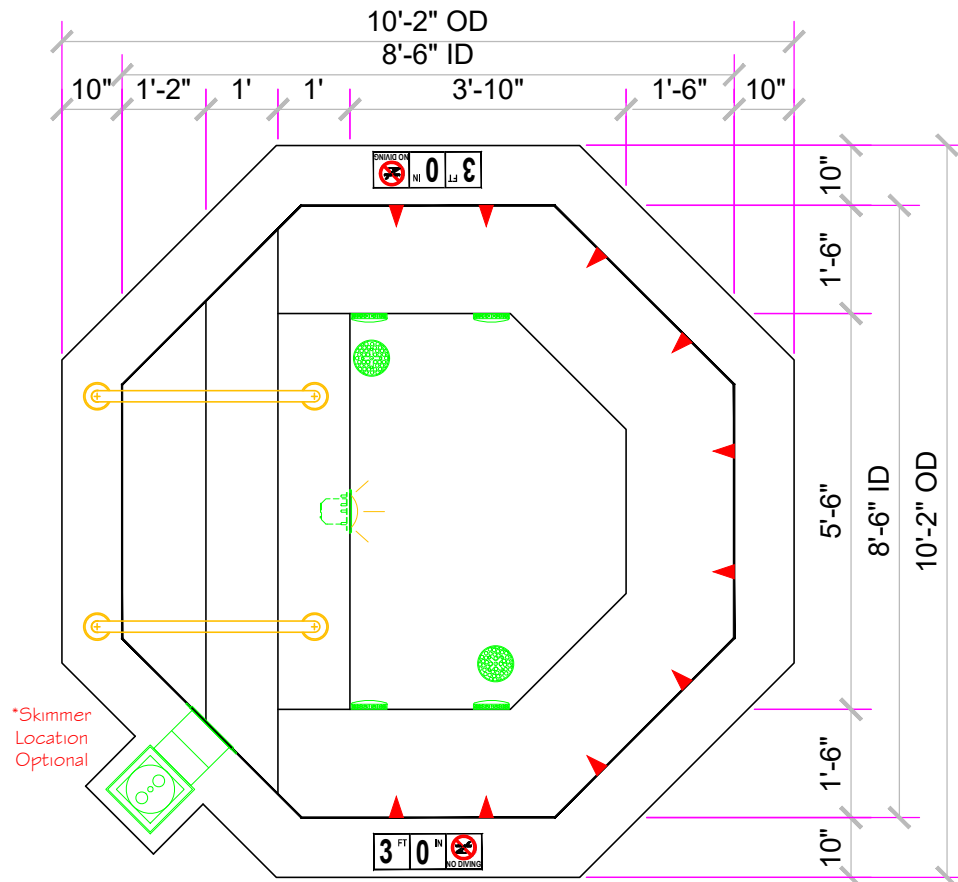 10'-2" OD
8'-6" ID
10" 1'-2" 1' 1' 3'-10" 1'-6" 10"
NO DIVING 0 IN 3 FT
10"
1'-6"
5'-6"
8'-6" ID
10'-2" OD
1'-6"
10"
*Skimmer
Location
Optional
3 FT 0 IN NO DIVING